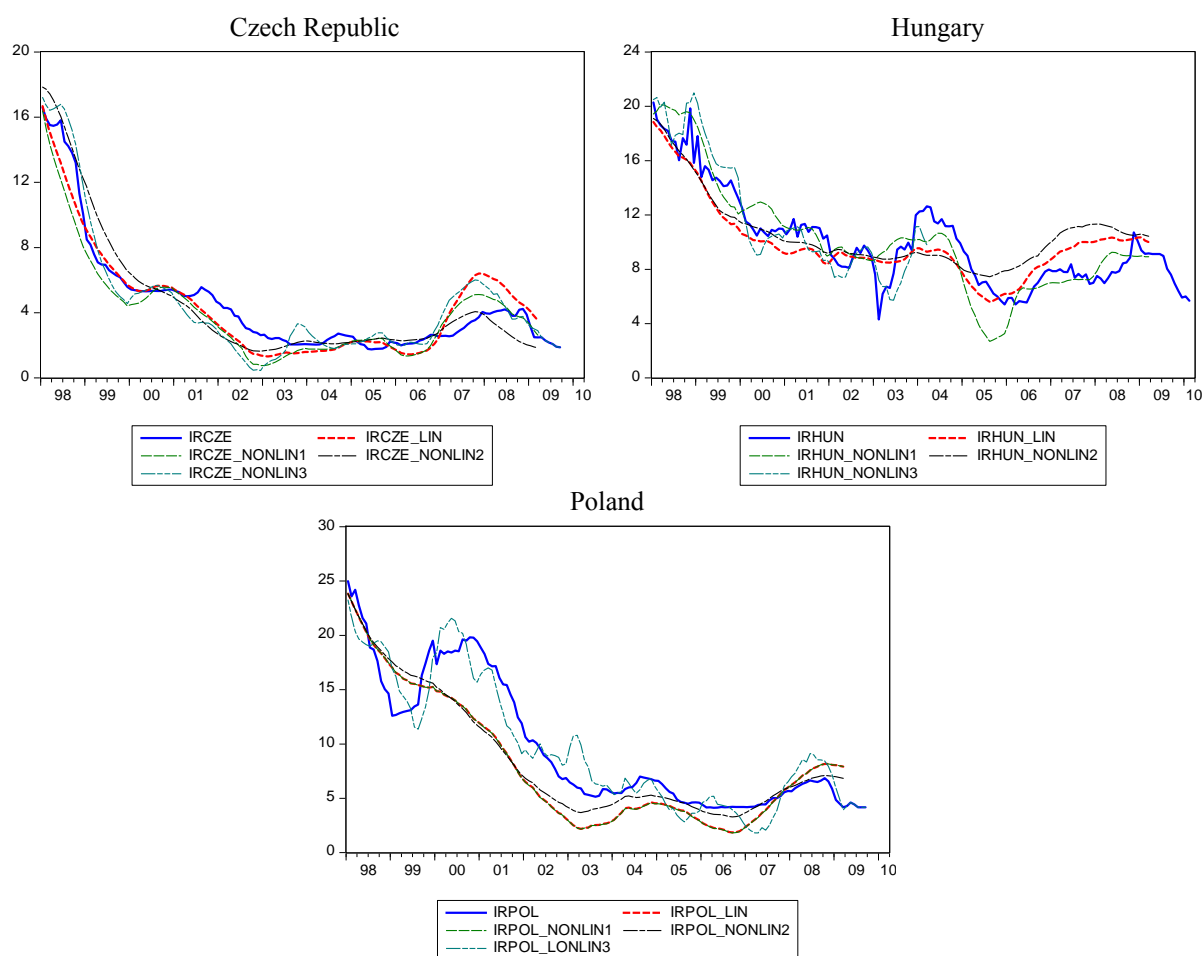 Czech Republic
20
16
12
8
4
0
98 99 00 01 02 03 04 05 06 07 08 09 10
IRCZE IRCZE_LIN
IRCZE_NONLIN1 IRCZE_NONLIN2
IRCZE_NONLIN3
Hungary
24
20
16
12
8
4
0
98 99 00 01 02 03 04 05 06 07 08 09 10
IRHUN IRHUN_LIN
IRHUN_NONLIN1 IRHUN_NONLIN2
IRHUN_NONLIN3
Poland
30
25
20
15
10
5
0
98 99 00 01 02 03 04 05 06 07 08 09 10
IRPOL IRPOL_LIN
IRPOL_NONLIN1 IRPOL_NONLIN2
IRPOL_LONLIN3